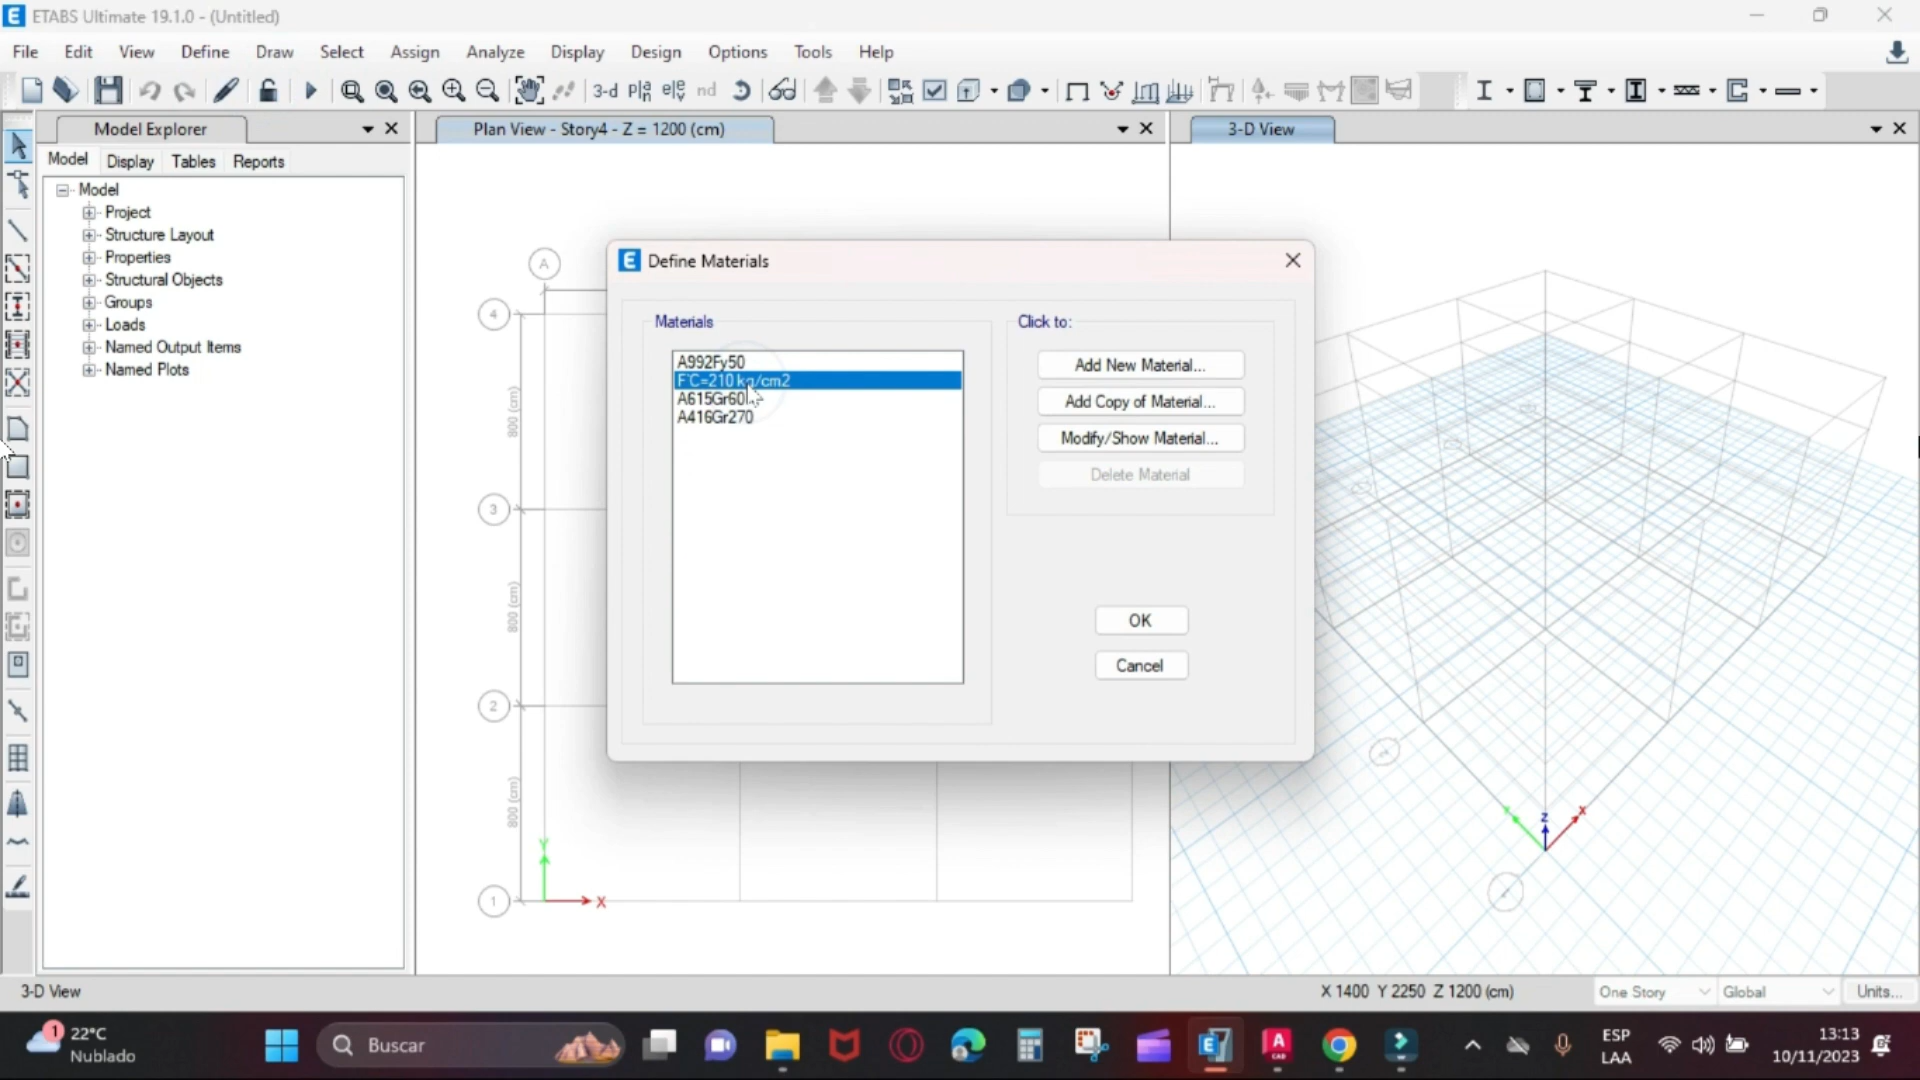 ETABS Ultimate 19.1.0 - (Untitled)
File Edit View Define Draw Select Assign Analyze Display Design Options Tools Help
3-d nd
Model Explorer
Plan View - Story4 - Z = 1200 (cm)
3-D View
Model Display Tables Reports
Model
Project
Structure Layout
Properties
Structural Objects
Groups
Loads
Named Output Items
Named Plots
A
4
3
2
1
800 (cm)
800 (cm)
800 (cm)
Y
X
Define Materials
Materials
A992Fy50
F'C=210 kg/cm2
A615Gr60
A416Gr270
Click to:
Add New Material...
Add Copy of Material...
Modify/Show Material...
Delete Material
OK
Cancel
Z
X
3-D View
X 1400 Y 2250 Z 1200 (cm)
One Story
Global
Units...
1
22°C
Nublado
Buscar
ESP
LAA
13:13
10/11/2023